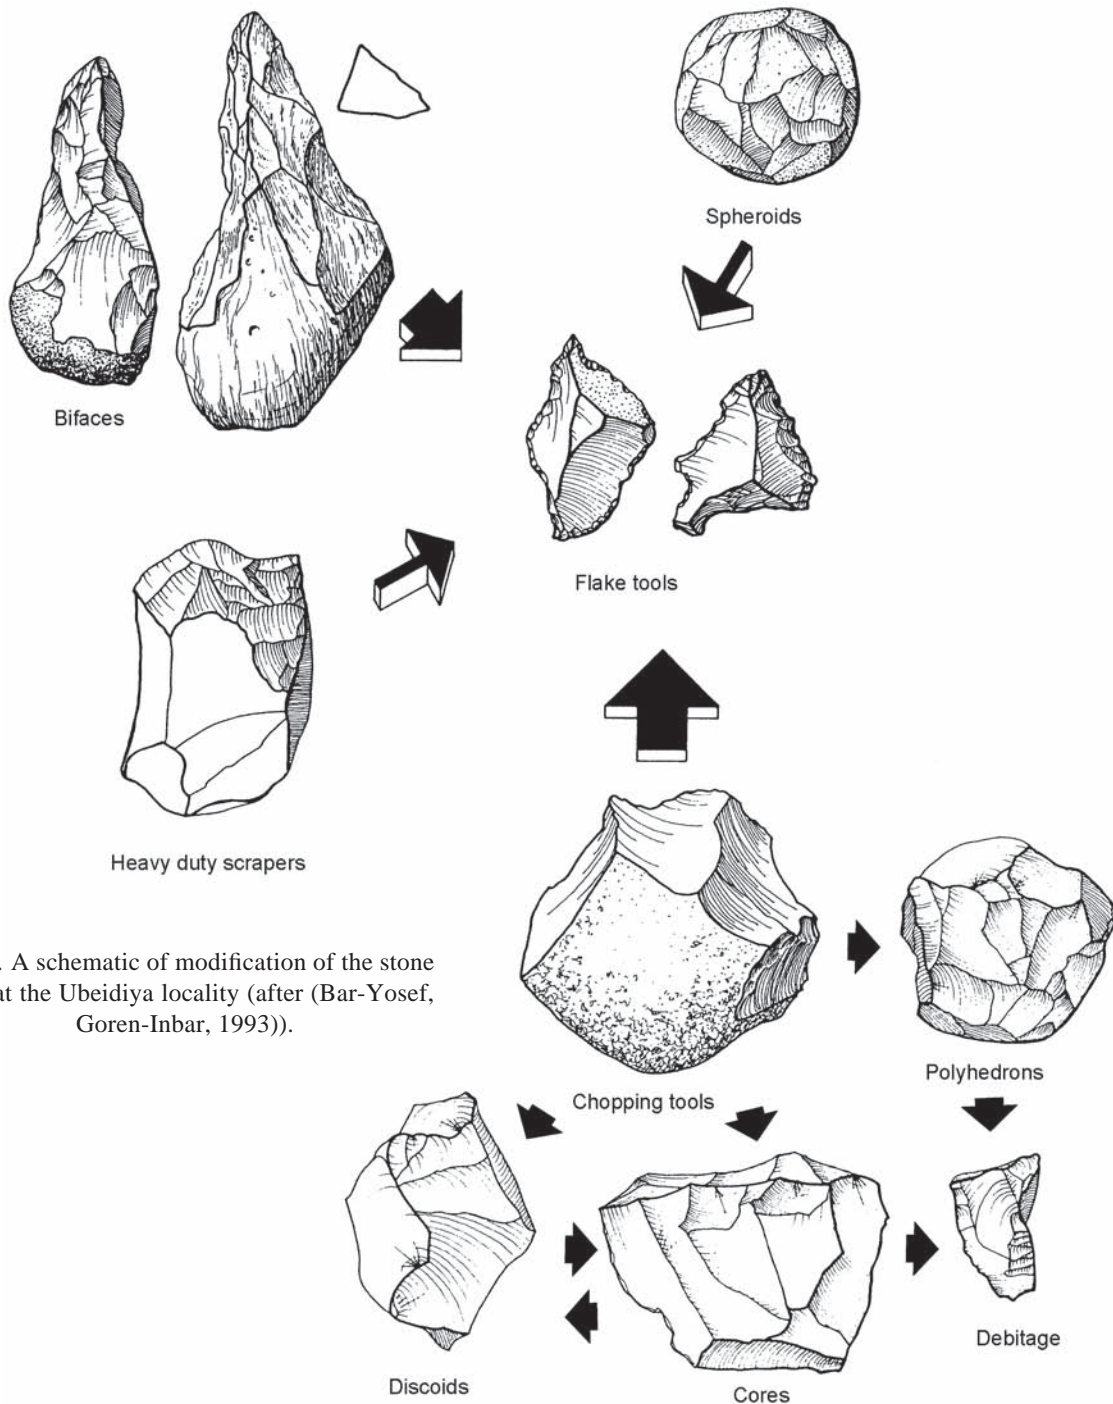 Spheroids
Bifaces
Flake tools
Heavy duty scrapers
. A schematic of modification of the stone
at the Ubeidiya locality (after (Bar-Yosef,
Goren-Inbar, 1993)).
Polyhedrons
Chopping tools
Debitage
Discoids
Cores